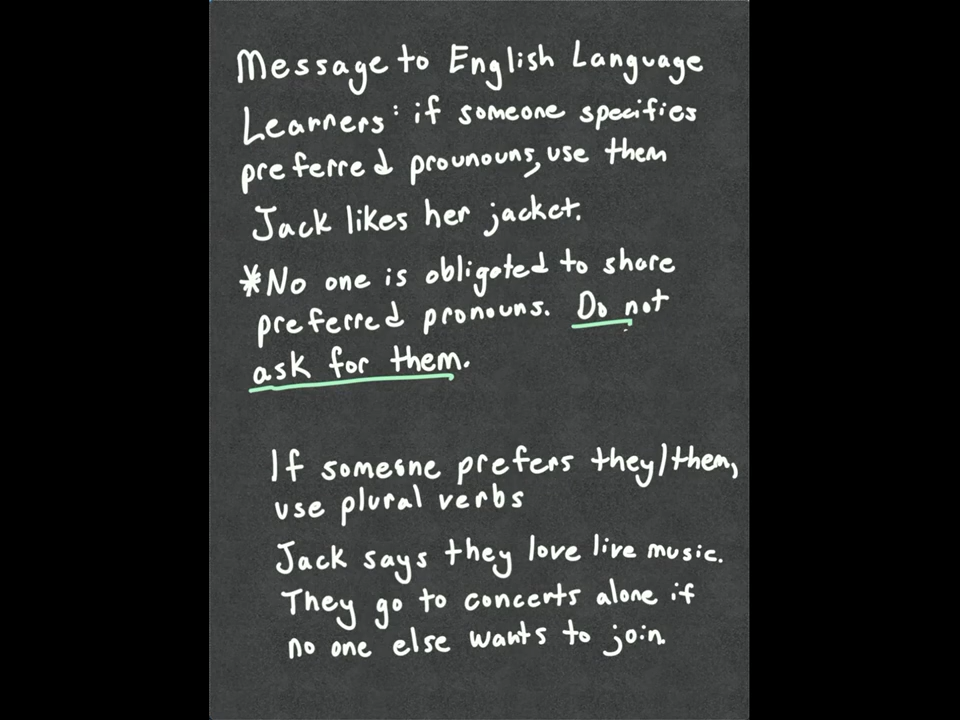 Message to English Language
Learners: if someone specifies
preferred prounouns, use them
Jack likes her jacket.
*No one is obligated to share
preferred pronouns. Do not
ask for them.
If someone prefers they/them,
use plural verbs
Jack says they love live music.
They go to concerts alone if
no one else wants to join.